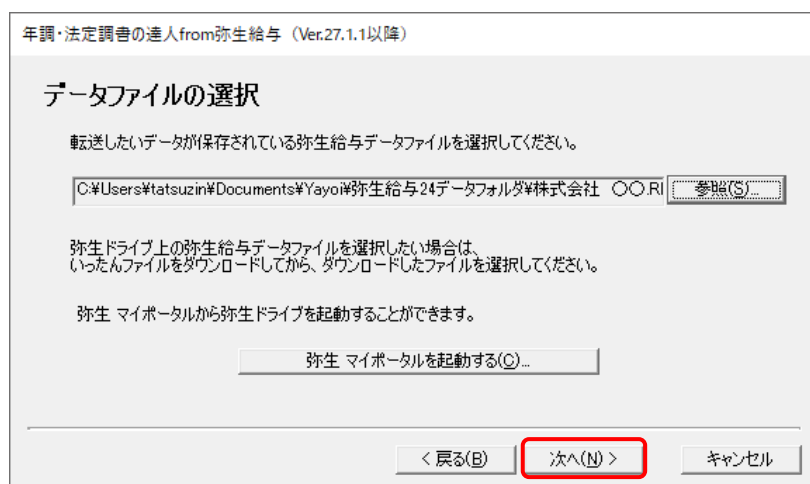 年調・法定調書の達人from弥生給与（Ver.27.1.1以降）
データファイルの選択
転送したいデータが保存されている弥生給与データファイルを選択してください。
C:¥Users¥tatsuzin¥Documents¥Yayoi¥弥生給与24データフォルダ¥株式会社　〇〇.RI
参照(S)...
弥生ドライブ上の弥生給与データファイルを選択したい場合は、
いったんファイルをダウンロードしてから、ダウンロードしたファイルを選択してください。
弥生 マイポータルから弥生ドライブを起動することができます。
弥生 マイポータルを起動する(C)...
< 戻る(B) 次へ(N) > キャンセル